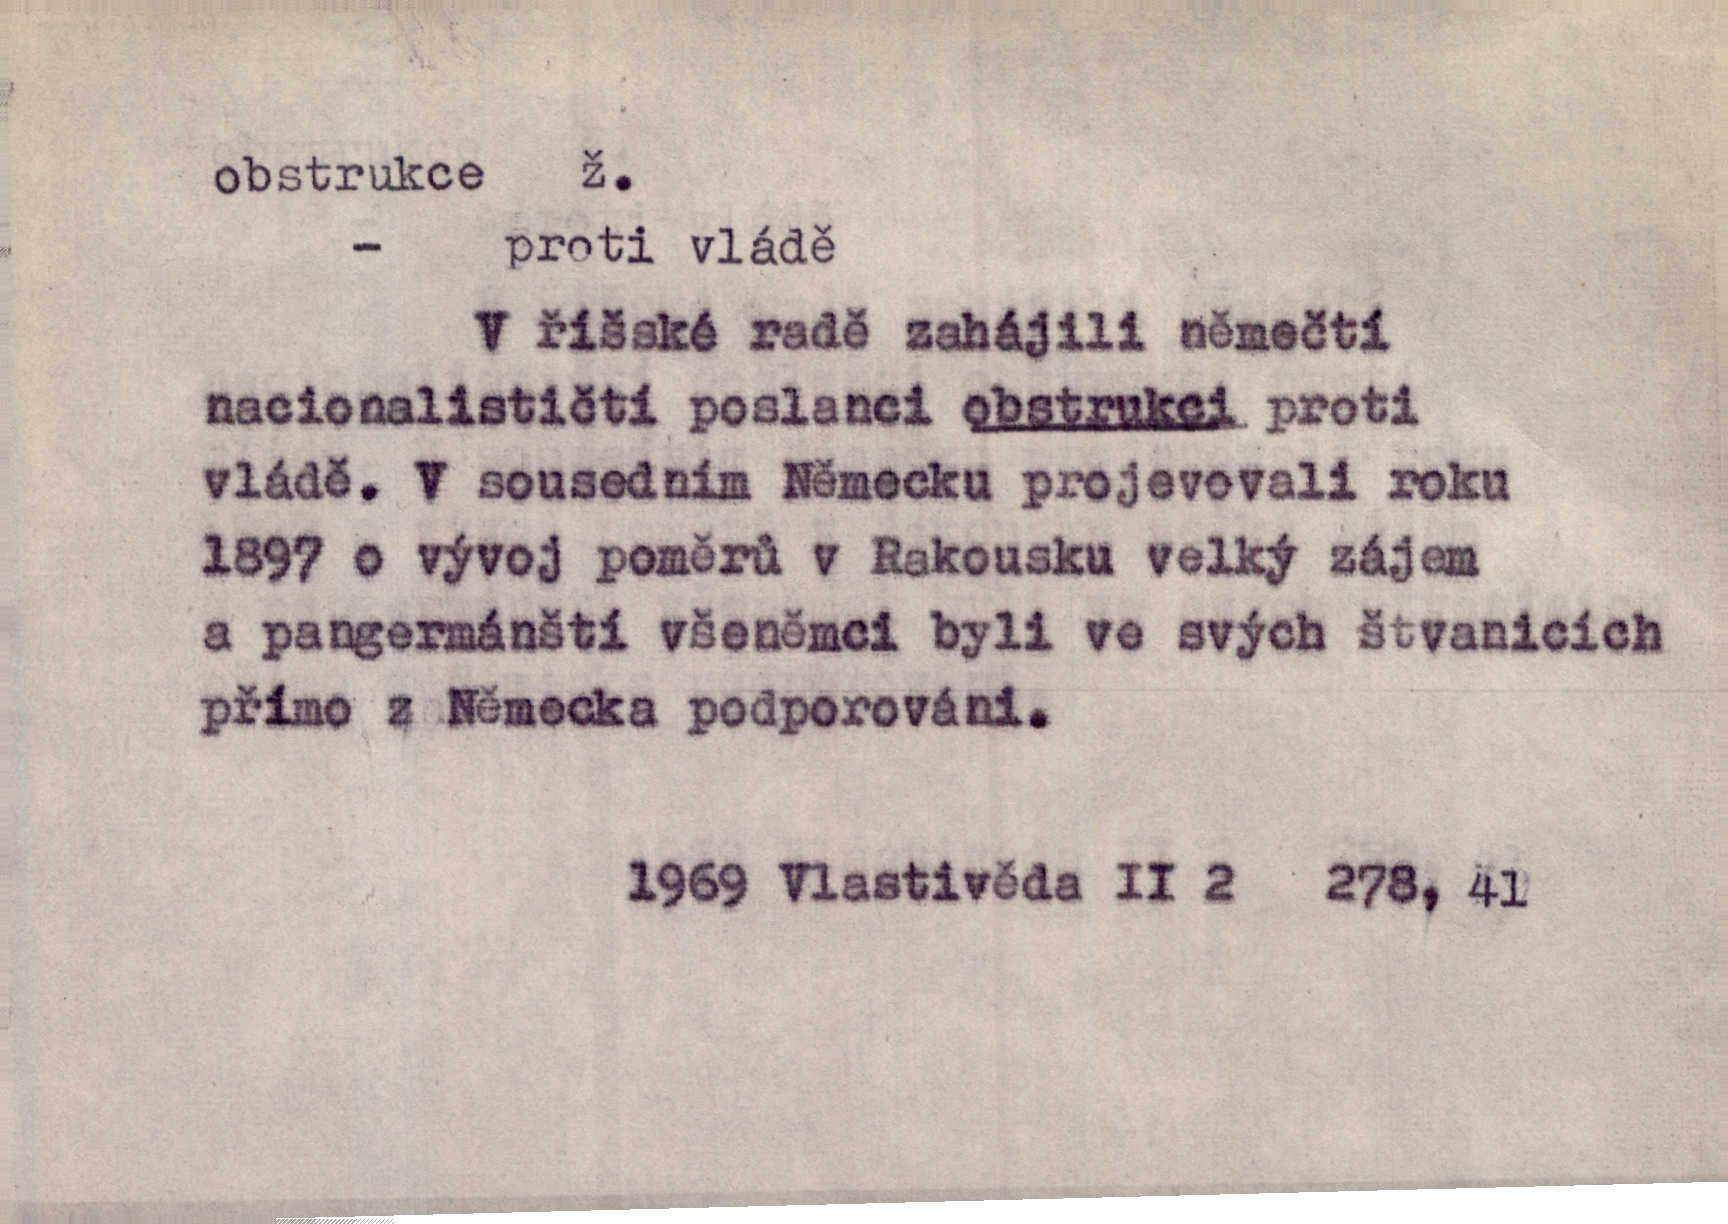 obstrukce ž.
- proti vládě
V říšské radě zahájili němečtí
nacionalističtí poslanci obstrukci proti
vládě. V sousedním Německu projevovali roku
1897 o vývoj poměrů v Rakousku velký zájem
a pangermánští všeněmci byli ve svých štvanicích
přímo z Německa podporováni.
1969 Vlastivěda II 2 278, 41